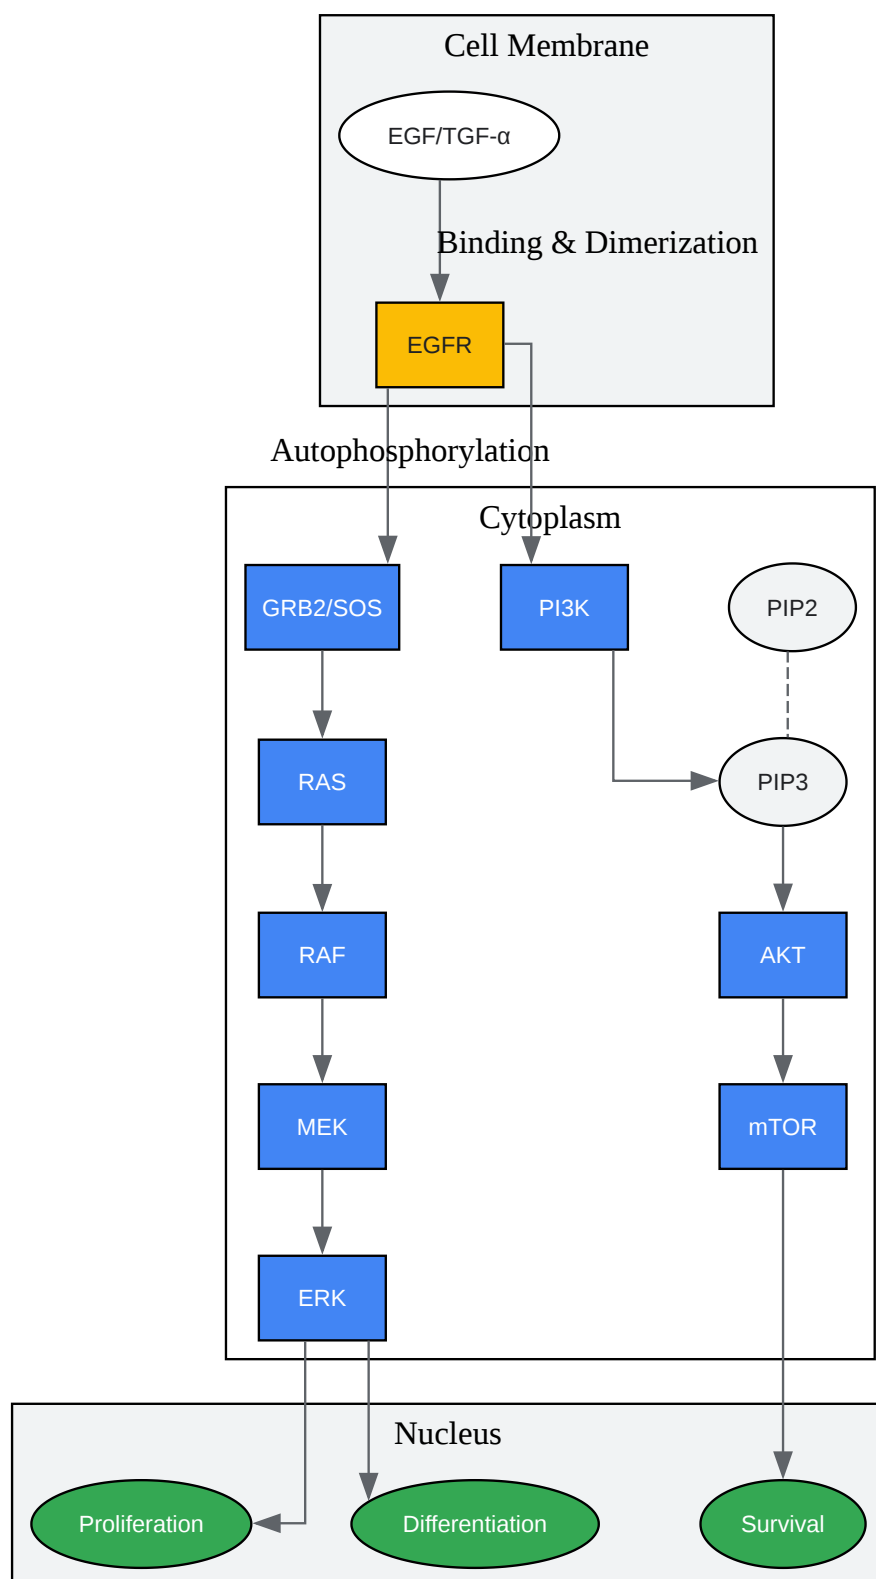 Cell Membrane
EGF/TGF-α
Binding & Dimerization
EGFR
Autophosphorylation
Cytoplasm
GRB2/SOS
PI3K
PIP2
RAS
PIP3
RAF
AKT
MEK
mTOR
ERK
Nucleus
Proliferation
Differentiation
Survival